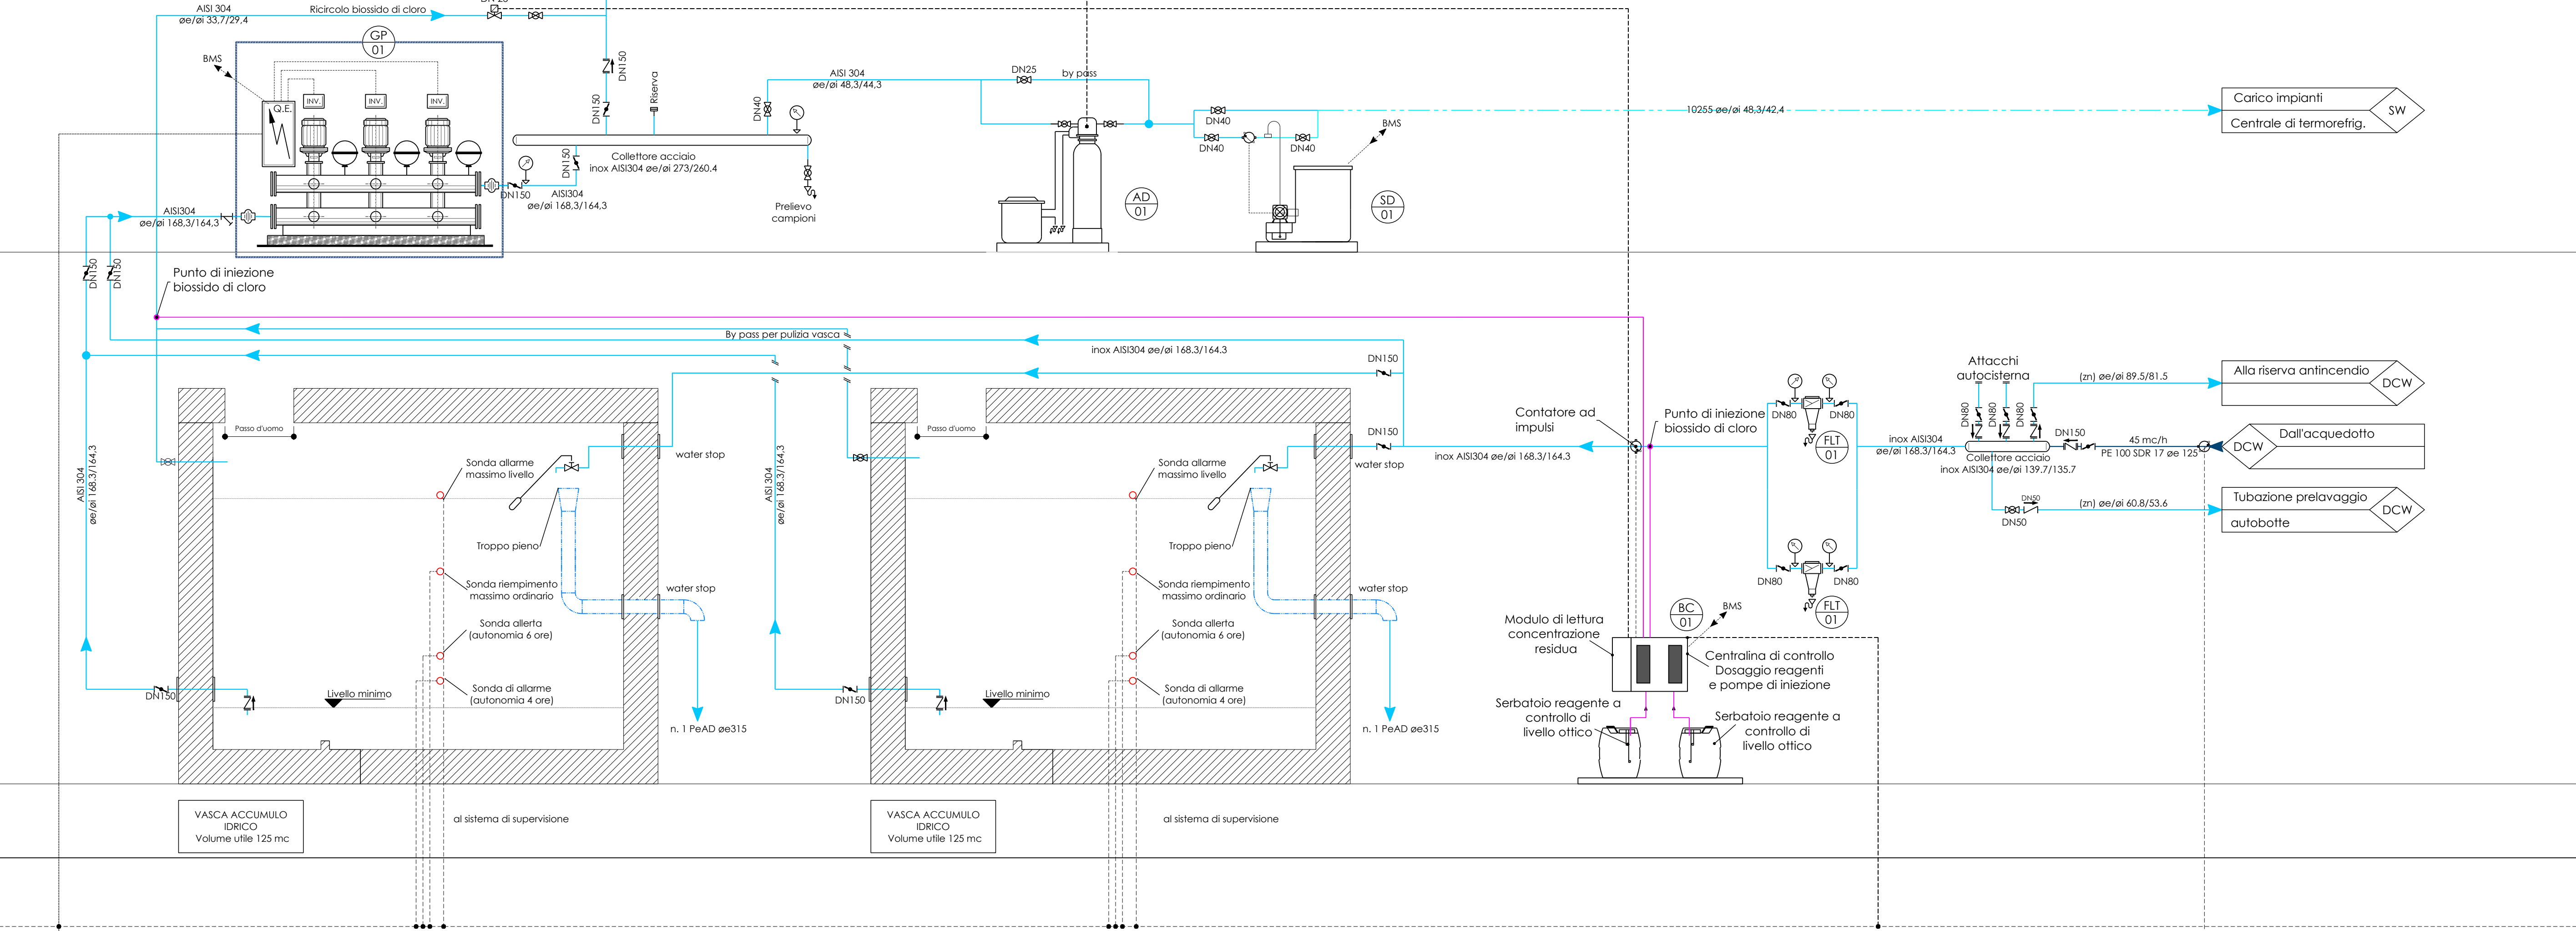 AISI 304
øe/øi 33,7/29,4
Ricircolo biossido di cloro
GP
01
BMS
Q.E.
INV.
INV.
INV.
DN150
DN150
Riserva
DN40
AISI 304
øe/øi 48,3/44,3
DN25
by pass
Collettore acciaio
inox AISI304 øe/øi 273/260.4
DN150
DN150
AISI304
øe/øi 168,3/164,3
Prelievo
campioni
AISI304
øe/øi 168,3/164,3
AD
01
DN40
DN40
DN40
BMS
SD
01
10255 øe/øi 48,3/42,4
Carico impianti
Centrale di termorefrig.
SW
DN150
DN150
Punto di iniezione
biossido di cloro
By pass per pulizia vasca
inox AISI304 øe/øi 168.3/164.3
DN150
DN150
inox AISI304 øe/øi 168.3/164.3
AISI 304
øe/øi 168.3/164,3
Passo d'uomo
Sonda allarme
massimo livello
Troppo pieno
Sonda riempimento
massimo ordinario
Sonda allerta
(autonomia 6 ore)
Sonda di allarme
(autonomia 4 ore)
Livello minimo
DN150
water stop
water stop
n. 1 PeAD øe315
AISI 304
øe/øi 168.3/164,3
Passo d'uomo
Sonda allarme
massimo livello
Troppo pieno
Sonda riempimento
massimo ordinario
Sonda allerta
(autonomia 6 ore)
Sonda di allarme
(autonomia 4 ore)
Livello minimo
DN150
water stop
water stop
n. 1 PeAD øe315
Contatore ad
impulsi
Punto di iniezione
biossido di cloro
DN80
DN80
FLT
01
DN80
DN80
FLT
01
inox AISI304
øe/øi 168.3/164,3
Attacchi
autocisterna
DN80
DN80
DN80
Collettore acciaio
inox AISI304 øe/øi 139.7/135.7
(zn) øe/øi 89.5/81.5
Alla riserva antincendio
DCW
DN150
45 mc/h
PE 100 SDR 17 øe 125
DCW
Dall'acquedotto
DN50
DN50
(zn) øe/øi 60.8/53.6
Tubazione prelavaggio
autobotte
DCW
BC
01
BMS
Modulo di lettura
concentrazione
residua
Centralina di controllo
Dosaggio reagenti
e pompe di iniezione
Serbatoio reagente a
controllo di
livello ottico
Serbatoio reagente a
controllo di
livello ottico
VASCA ACCUMULO
IDRICO
Volume utile 125 mc
al sistema di supervisione
VASCA ACCUMULO
IDRICO
Volume utile 125 mc
al sistema di supervisione